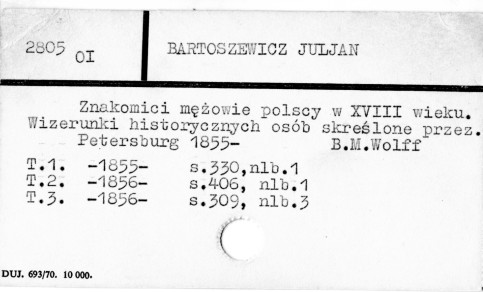 2805 OI
BARTOSZEWICZ JULJAN
Znakomici mężowie polscy w XVIII wieku.
Wizerunki historycznych osób skreślone przez.
Petersburg 1855- B.M.Wolff
T.1. -1855- s.330,nlb.1
T.2. -1856- s.406, nlb.1
T.3. -1856- s.309, nlb.3
DUJ. 693/70. 10 000.